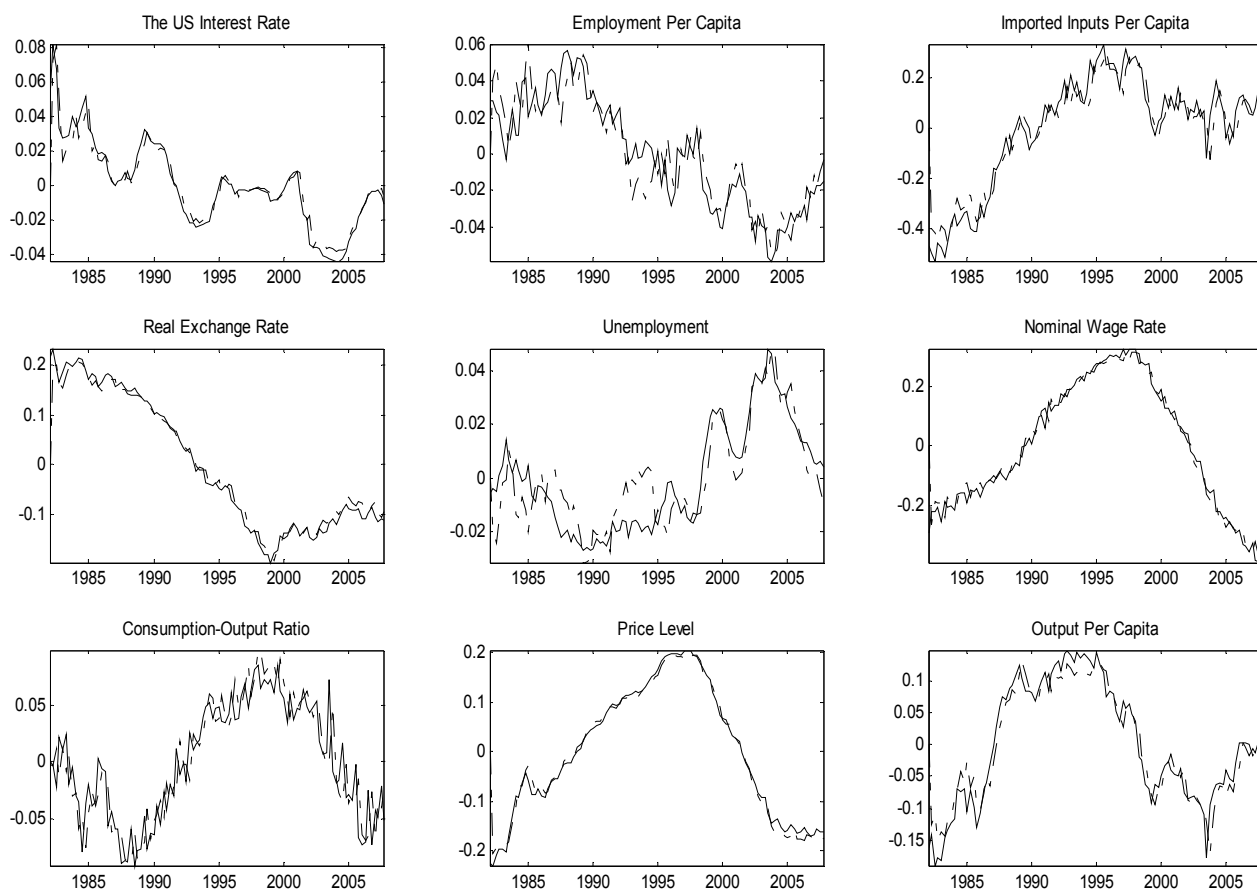 The US Interest Rate
0.08
0.06
0.04
0.02
0
-0.02
-0.04
1985 1990 1995 2000 2005
Employment Per Capita
0.06
0.04
0.02
0
-0.02
-0.04
1985 1990 1995 2000 2005
Imported Inputs Per Capita
0.2
0
-0.2
-0.4
1985 1990 1995 2000 2005
Real Exchange Rate
0.2
0.1
0
-0.1
1985 1990 1995 2000 2005
Unemployment
0.04
0.02
0
-0.02
1985 1990 1995 2000 2005
Nominal Wage Rate
0.2
0
-0.2
1985 1990 1995 2000 2005
Consumption-Output Ratio
0.05
0
-0.05
1985 1990 1995 2000 2005
Price Level
0.2
0.1
0
-0.1
-0.2
1985 1990 1995 2000 2005
Output Per Capita
0.1
0.05
0
-0.05
-0.1
-0.15
1985 1990 1995 2000 2005